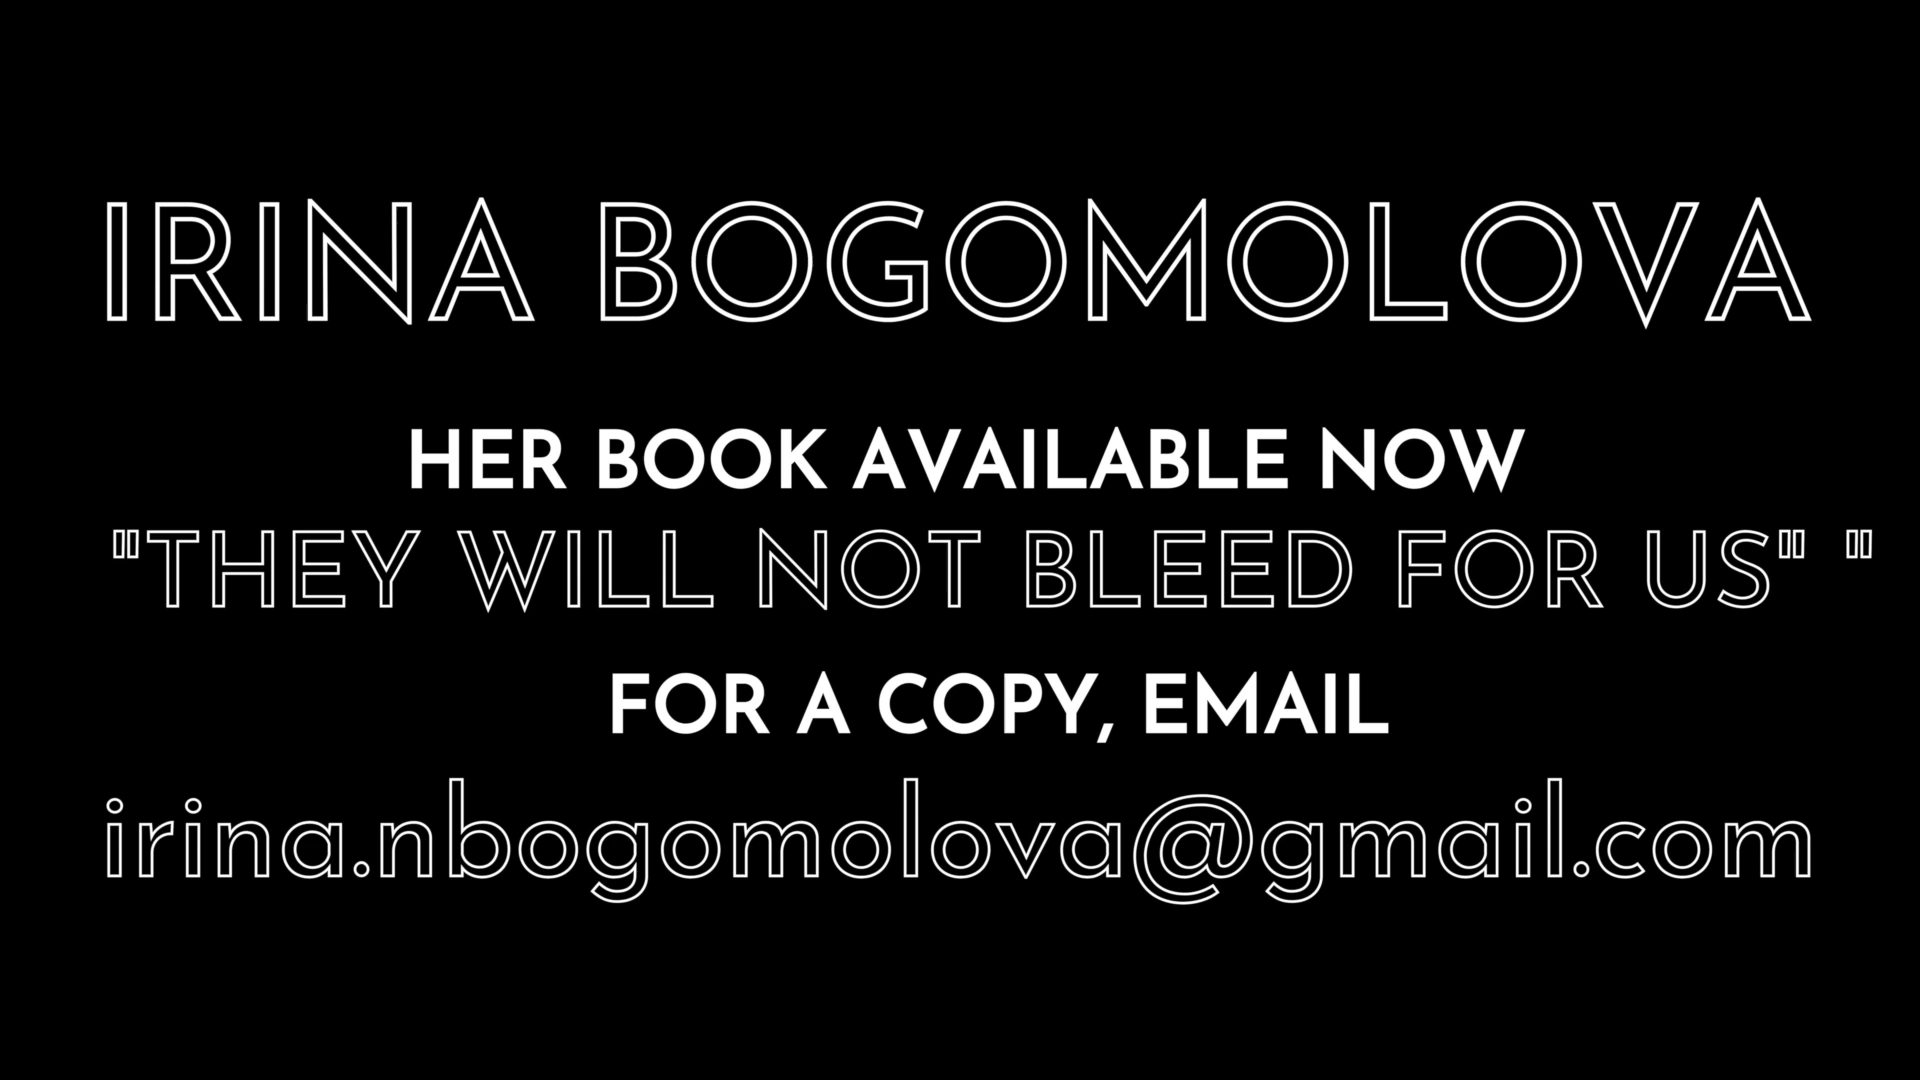 IRINA BOGOMOLOVA
HER BOOK AVAILABLE NOW
"THEY WILL NOT BLEED FOR US" "
FOR A COPY, EMAIL
irina.nbogomolova@gmail.com